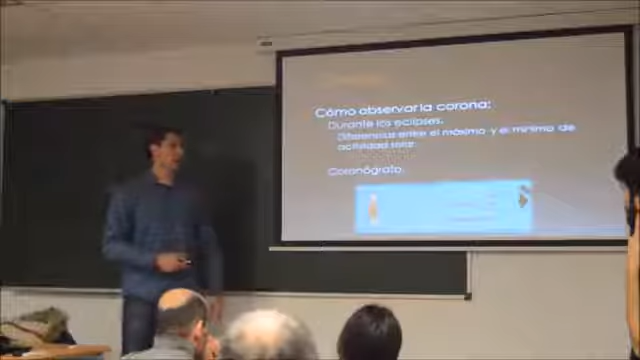 Cómo observar la corona:
Durante los eclipses.
Diferencias entre el máximo y el mínimo de
actividad solar.
Coronógrafo.